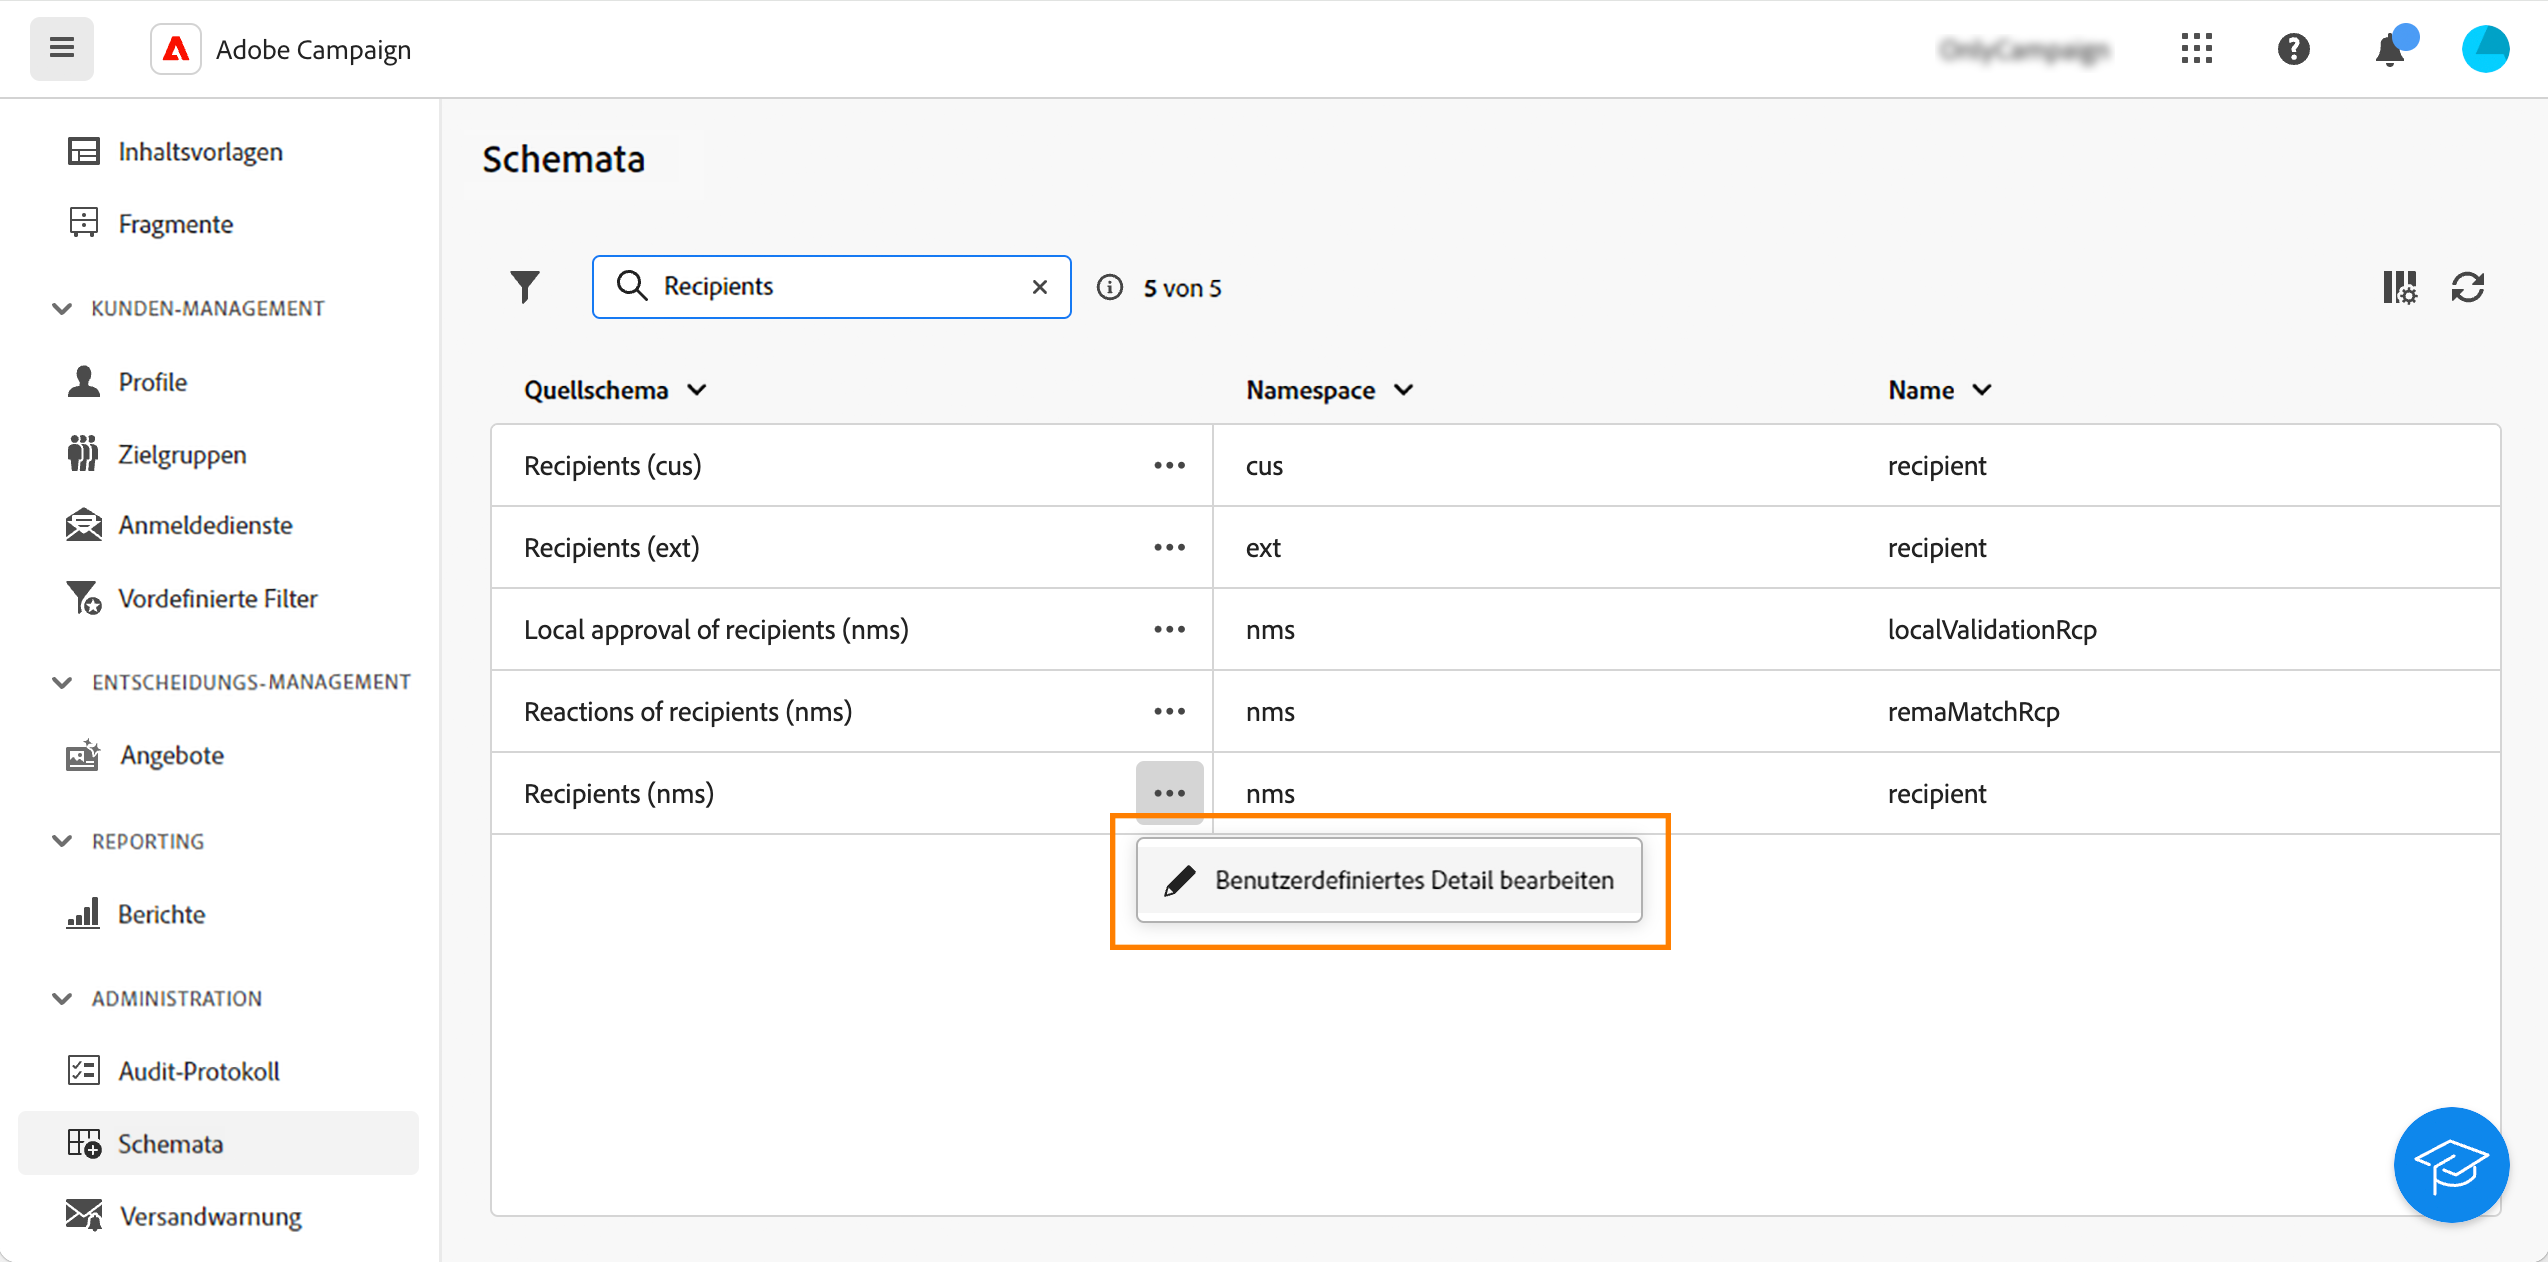 Adobe Campaign
Inhaltsvorlagen
Fragmente
KUNDEN-MANAGEMENT
Profile
Zielgruppen
Anmeldedienste
Vordefinierte Filter
ENTSCHEIDUNGS-MANAGEMENT
Angebote
REPORTING
Berichte
ADMINISTRATION
Audit-Protokoll
Schemata
Versandwarnung
Schemata
Recipients
5 von 5
Quellschema Namespace Name
Recipients (cus) cus recipient
Recipients (ext) ext recipient
Local approval of recipients (nms) nms localValidationRcp
Reactions of recipients (nms) nms remaMatchRcp
Recipients (nms) nms recipient
Benutzerdefiniertes Detail bearbeiten